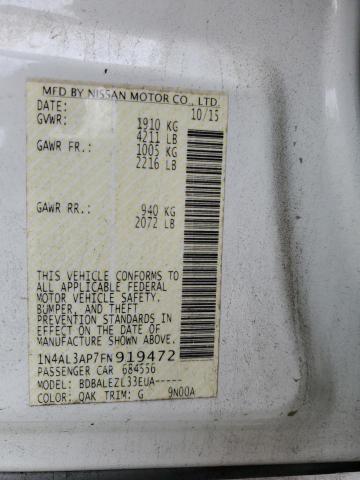 MFD BY NISSAN MOTOR CO., LTD.
DATE: 10/15
GVWR: 1910 KG
4211 LB
GAWR FR.: 1005 KG
2216 LB
GAWR RR.: 940 KG
2072 LB
THIS VEHICLE CONFORMS TO
ALL APPLICABLE FEDERAL
MOTOR VEHICLE SAFETY,
BUMPER, AND THEFT
PREVENTION STANDARDS
IN EFFECT ON THE DATE OF
MANUFACTURE SHOWN ABOVE.
1N4AL3AP7FN919472
PASSENGER CAR 684556
MODEL: BDBALEZL33EUA-----
COLOR: QAK TRIM: G 9N00A